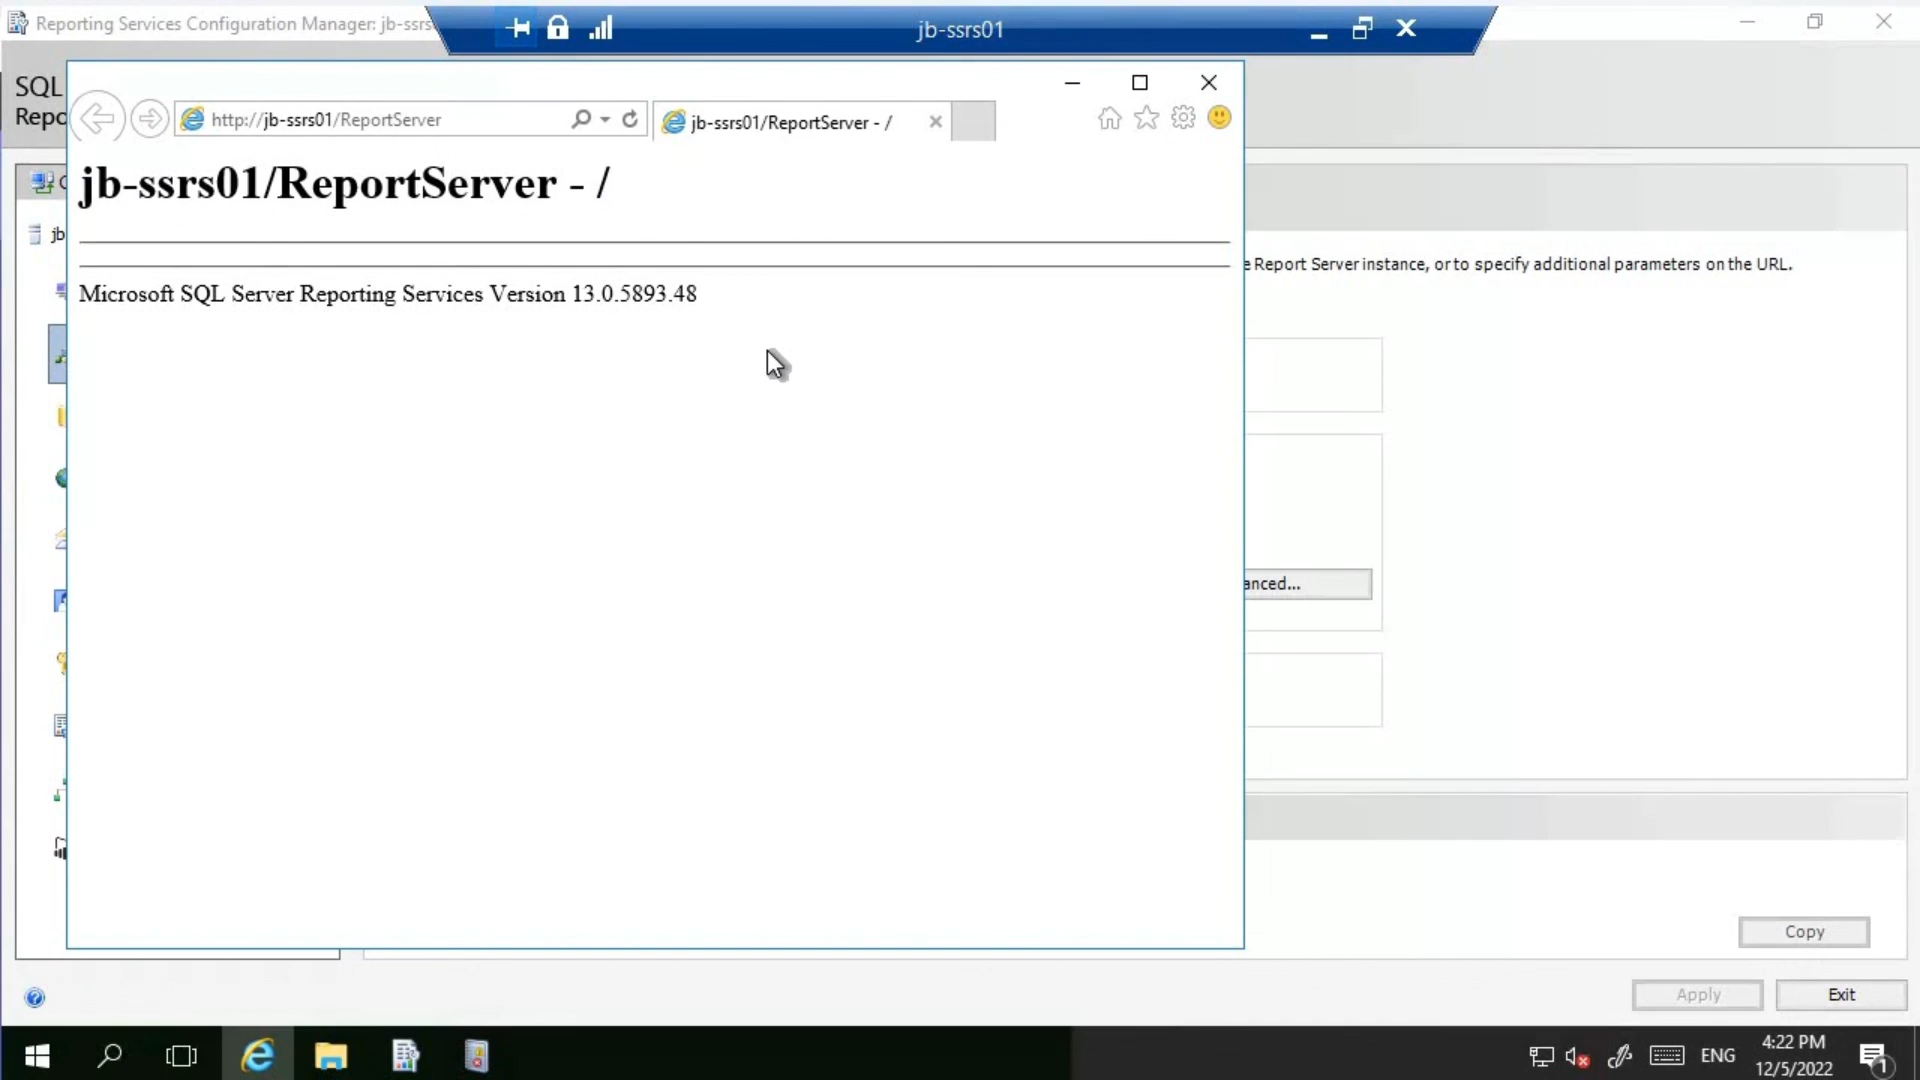 Reporting Services Configuration Manager: jb-ssrs
jb-ssrs01
SQL
Repo
http://jb-ssrs01/ReportServer
jb-ssrs01/ReportServer - /
jb-ssrs01/ReportServer - /
jb
Microsoft SQL Server Reporting Services Version 13.0.5893.48
e Report Server instance, or to specify additional parameters on the URL.
anced...
Copy
Apply
Exit
ENG
4:22 PM
12/5/2022
1